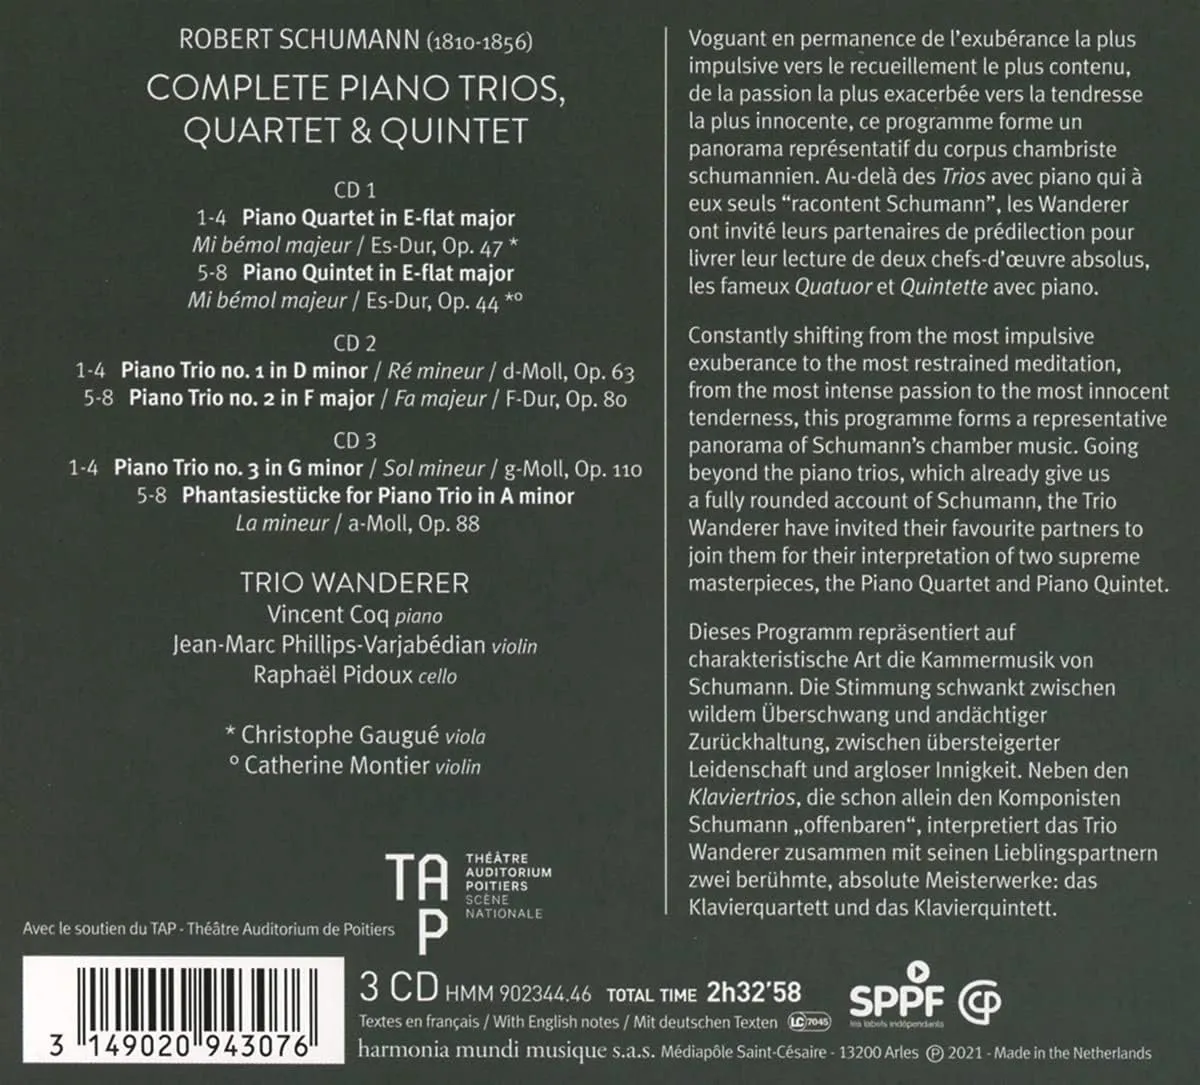 ROBERT SCHUMANN (1810-1856)
COMPLETE PIANO TRIOS,
QUARTET & QUINTET
CD 1
1-4 Piano Quartet in E-flat major
Mi bémol majeur / Es-Dur, Op. 47 *
5-8 Piano Quintet in E-flat major
Mi bémol majeur / Es-Dur, Op. 44 *°
CD 2
1-4 Piano Trio no. 1 in D minor / Ré mineur / d-Moll, Op. 63
5-8 Piano Trio no. 2 in F major / Fa majeur / F-Dur, Op. 80
CD 3
1-4 Piano Trio no. 3 in G minor / Sol mineur / g-Moll, Op. 110
5-8 Phantasiestücke for Piano Trio in A minor
La mineur / a-Moll, Op. 88
TRIO WANDERER
Vincent Coq piano
Jean-Marc Phillips-Varjabédian violin
Raphaël Pidoux cello
* Christophe Gaugué viola
° Catherine Montier violin
TAP
THÉÂTRE
AUDITORIUM
POITIERS
SCÈNE
NATIONALE
Avec le soutien du TAP - Théâtre Auditorium de Poitiers
Voguant en permanence de l'exubérance la plus
impulsive vers le recueillement le plus contenu,
de la passion la plus exacerbée vers la tendresse
la plus innocente, ce programme forme un
panorama représentatif du corpus chambriste
schumannien. Au-delà des Trios avec piano qui à
eux seuls “racontent Schumann”, les Wanderer
ont invité leurs partenaires de prédilection pour
livrer leur lecture de deux chefs-d'œuvre absolus,
les fameux Quatuor et Quintette avec piano.
Constantly shifting from the most impulsive
exuberance to the most restrained meditation,
from the most intense passion to the most innocent
tenderness, this programme forms a representative
panorama of Schumann's chamber music. Going
beyond the piano trios, which already give us
a fully rounded account of Schumann, the Trio
Wanderer have invited their favourite partners to
join them for their interpretation of two supreme
masterpieces, the Piano Quartet and Piano Quintet.
Dieses Programm repräsentiert auf
charakteristische Art die Kammermusik von
Schumann. Die Stimmung schwankt zwischen
wildem Überschwang und andächtiger
Zurückhaltung, zwischen übersteigerter
Leidenschaft und argloser Innigkeit. Neben den
Klaviertrios, die schon allein den Komponisten
Schumann „offenbaren“, interpretiert das Trio
Wanderer zusammen mit seinen Lieblingspartnern
zwei berühmte, absolute Meisterwerke: das
Klavierquartett und das Klavierquintett.
3 149020 943076
3 CD HMM 902344.46 TOTAL TIME 2h32'58
Textes en français / With English notes / Mit deutschen Texten LC 7045
harmonia mundi musique s.a.s. Médiapôle Saint-Césaire - 13200 Arles ℗ 2021 - Made in the Netherlands
SPPF
les labels indépendants
CP